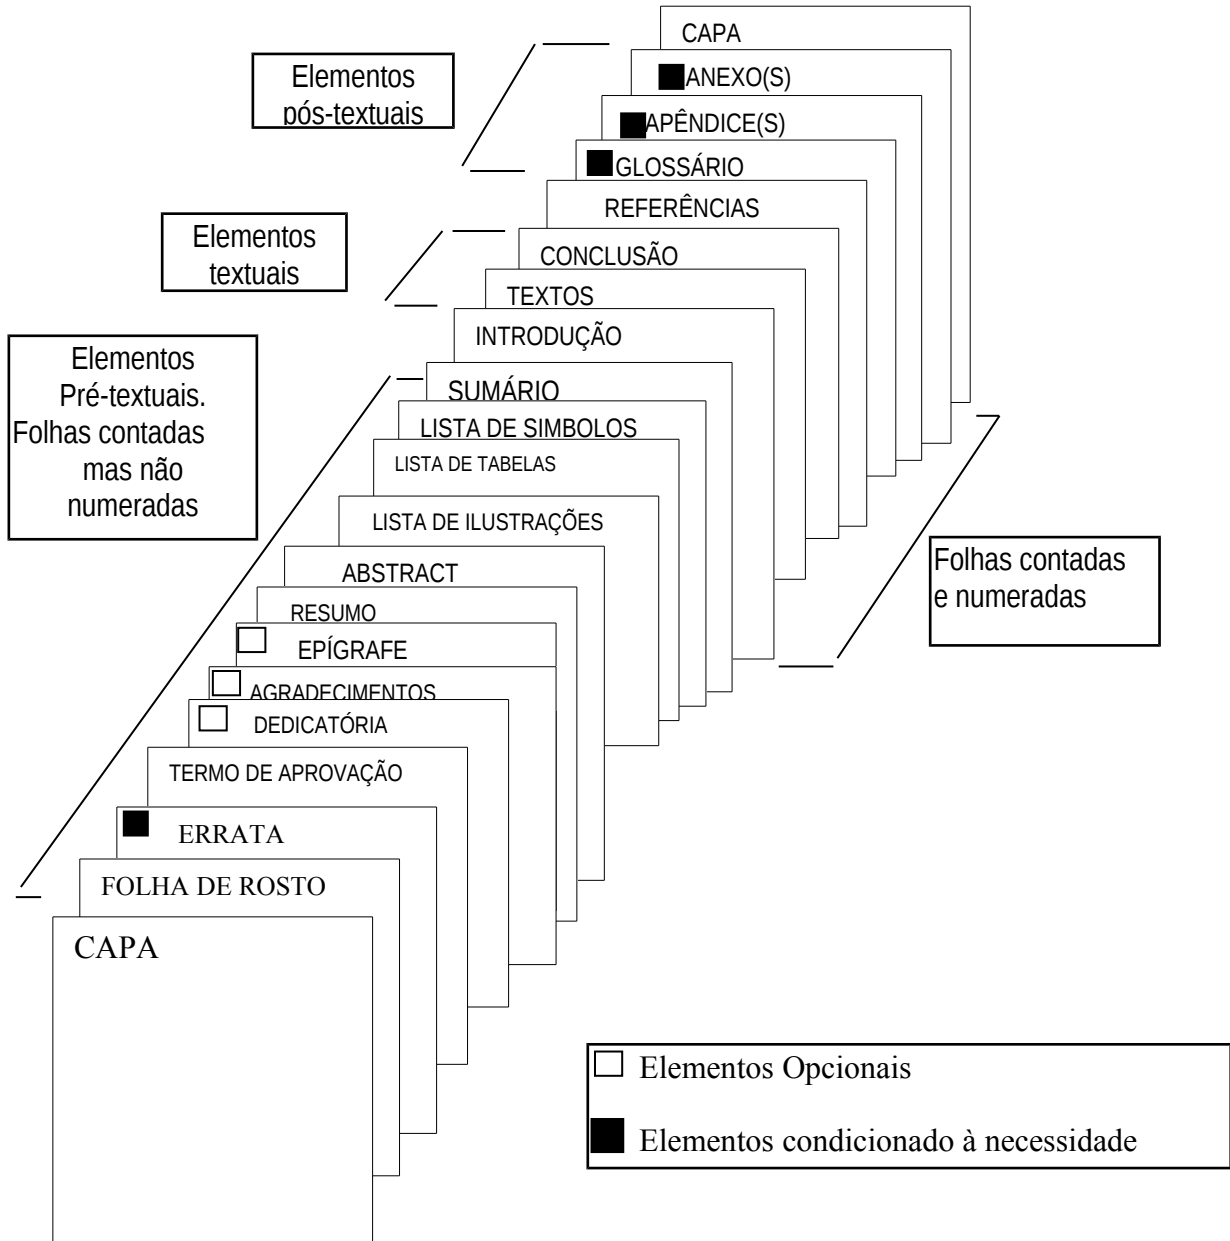 CAPA
Elementos
pós-textuais
ANEXO(S)
APÊNDICE(S)
GLOSSÁRIO
REFERÊNCIAS
Elementos
textuais
CONCLUSÃO
TEXTOS
INTRODUÇÃO
Elementos
Pré-textuais.
Folhas contadas
mas não
numeradas
SUMÁRIO
LISTA DE SIMBOLOS
LISTA DE TABELAS
LISTA DE ILUSTRAÇÕES
ABSTRACT
RESUMO
EPÍGRAFE
AGRADECIMENTOS
DEDICATÓRIA
TERMO DE APROVAÇÃO
ERRATA
FOLHA DE ROSTO
CAPA
Folhas contadas
e numeradas
Elementos Opcionais
Elementos condicionado à necessidade